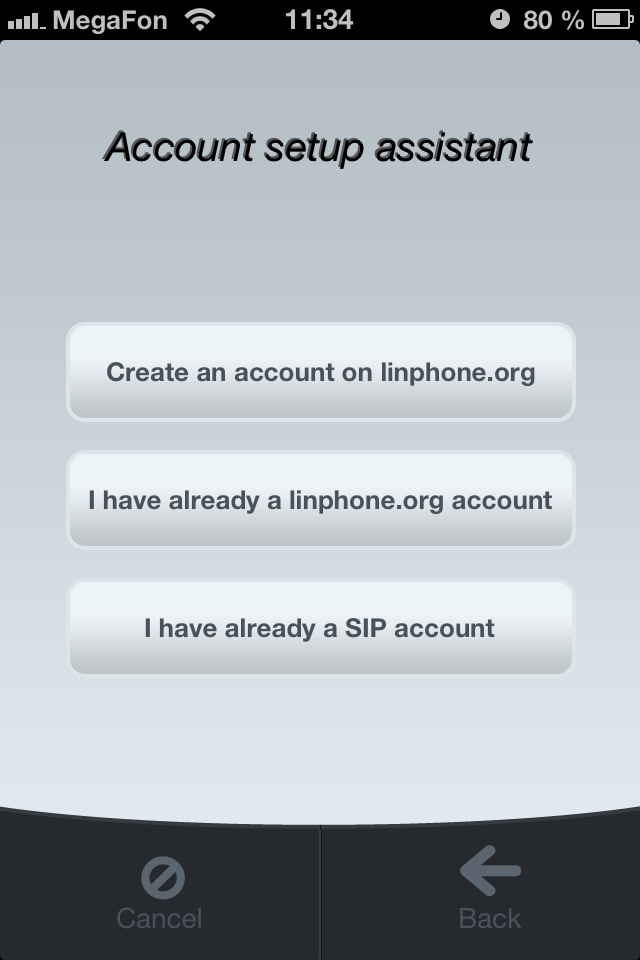 MegaFon 11:34 80 %
Account setup assistant
Create an account on linphone.org
I have already a linphone.org account
I have already a SIP account
Cancel Back